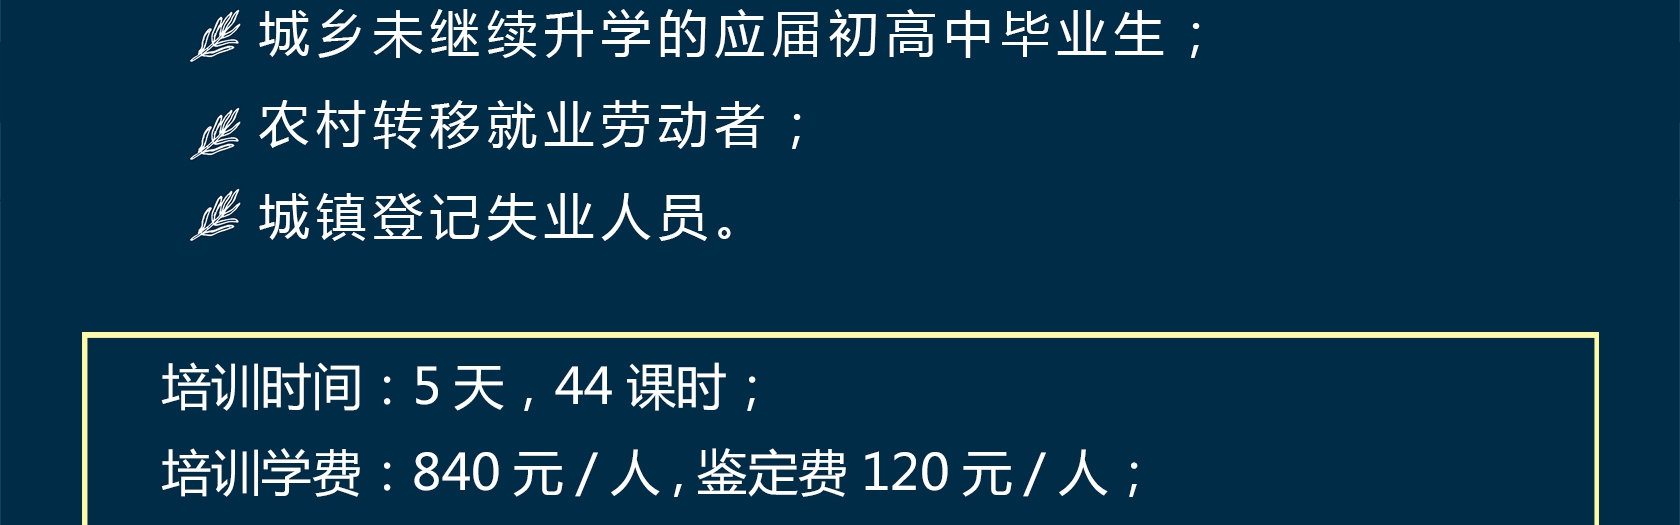 城乡未继续升学的应届初高中毕业生；
农村转移就业劳动者；
城镇登记失业人员。
培训时间：5 天，44 课时；
培训学费：840 元 / 人 , 鉴定费 120 元 / 人；